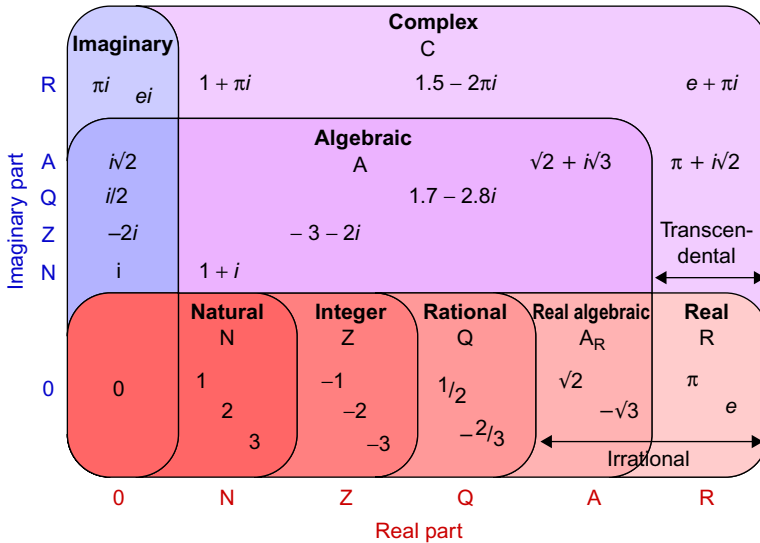 Complex
Imaginary
C
R
πi
ei
1 + πi
1.5 − 2πi
e + πi
Algebraic
A
A
i√2
√2 + i√3
π + i√2
Q
i/2
1.7 − 2.8i
Z
−2i
− 3 − 2i
Transcen-
dental
N
i
1 + i
Imaginary part
Natural
N
Integer
Z
Rational
Q
Real algebraic
A_R
Real
R
0
0
1
2
3
−1
−2
−3
1/2
−2/3
√2
−√3
π
e
Irrational
0 N Z Q A R
Real part